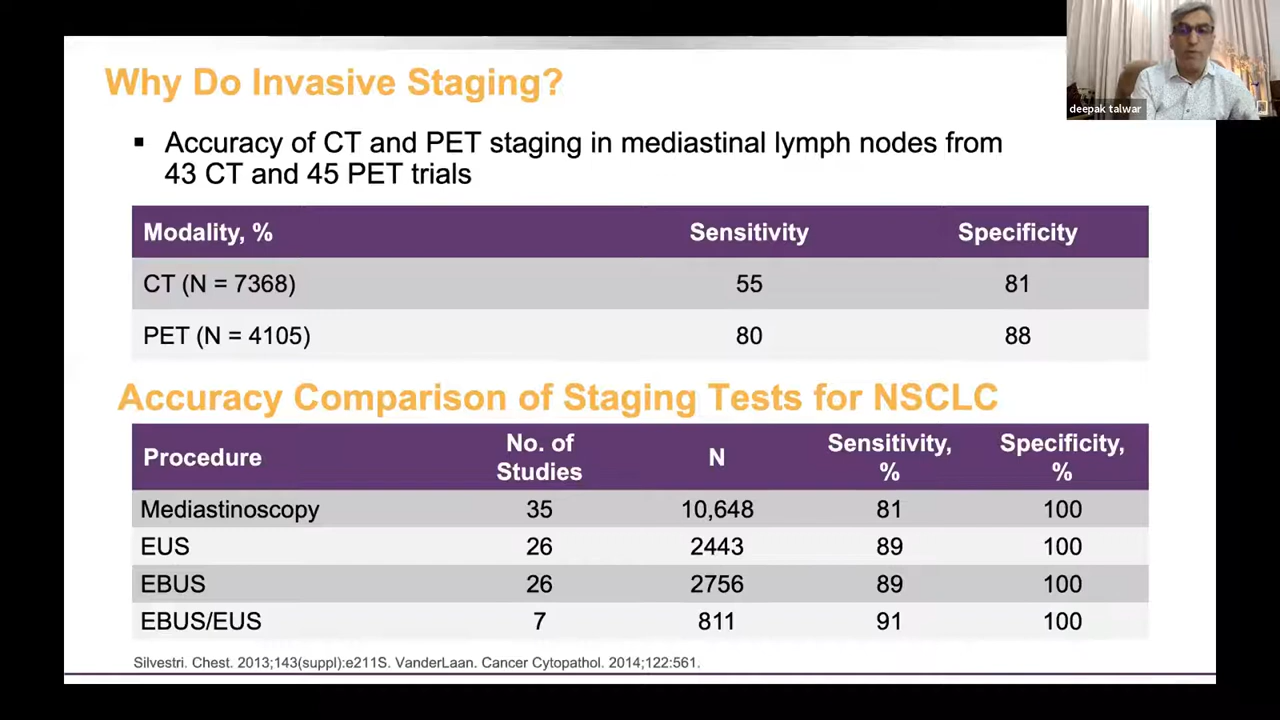 deepak talwar
Why Do Invasive Staging?
▪ Accuracy of CT and PET staging in mediastinal lymph nodes from
43 CT and 45 PET trials
Modality, % Sensitivity Specificity
CT (N = 7368) 55 81
PET (N = 4105) 80 88
Accuracy Comparison of Staging Tests for NSCLC
Procedure No. of Studies N Sensitivity, % Specificity, %
Mediastinoscopy 35 10,648 81 100
EUS 26 2443 89 100
EBUS 26 2756 89 100
EBUS/EUS 7 811 91 100
Silvestri. Chest. 2013;143(suppl):e211S. VanderLaan. Cancer Cytopathol. 2014;122:561.